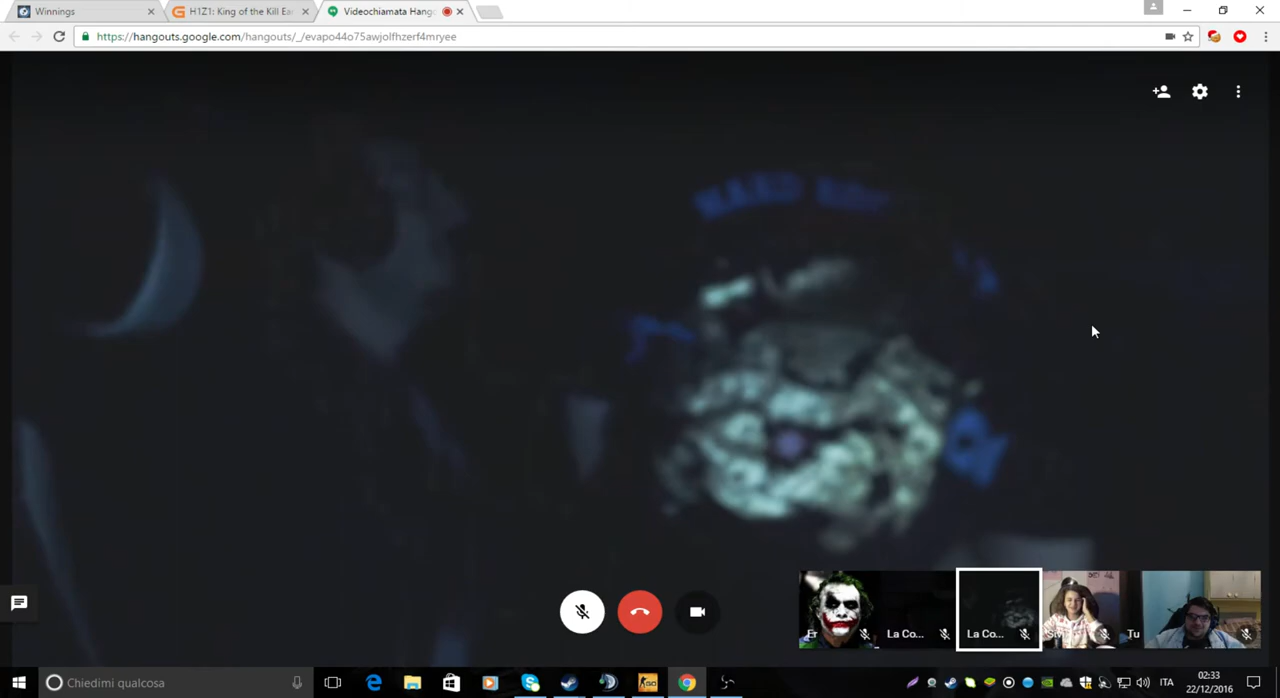 Winnings
H1Z1: King of the Kill Ea
Videochiamata Hang
https://hangouts.google.com/hangouts/_/evapo44o75awjolfhzerf4mryee
Er
La Co...
La Co...
Tu
Chiedimi qualcosa
ITA
02:33
22/12/2016